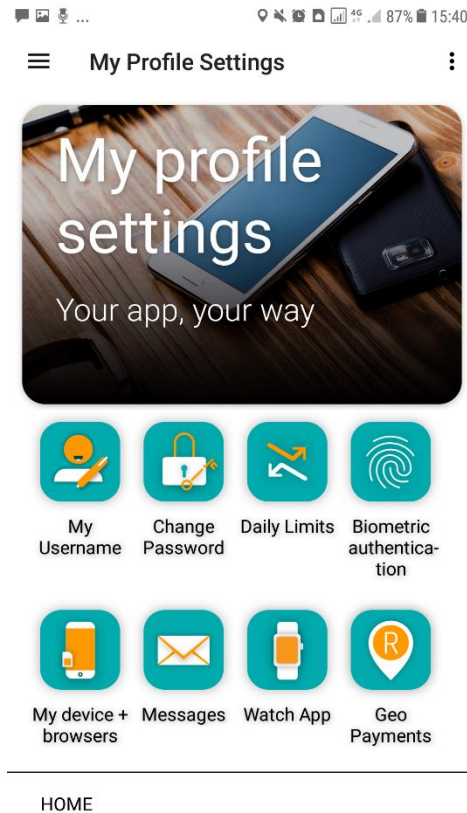 ... 4G 87% 15:40
My Profile Settings
My profile
settings
Your app, your way
My
Username
Change
Password
Daily Limits
Biometric
authentica-
tion
My device +
browsers
Messages
Watch App
R
Geo
Payments
HOME